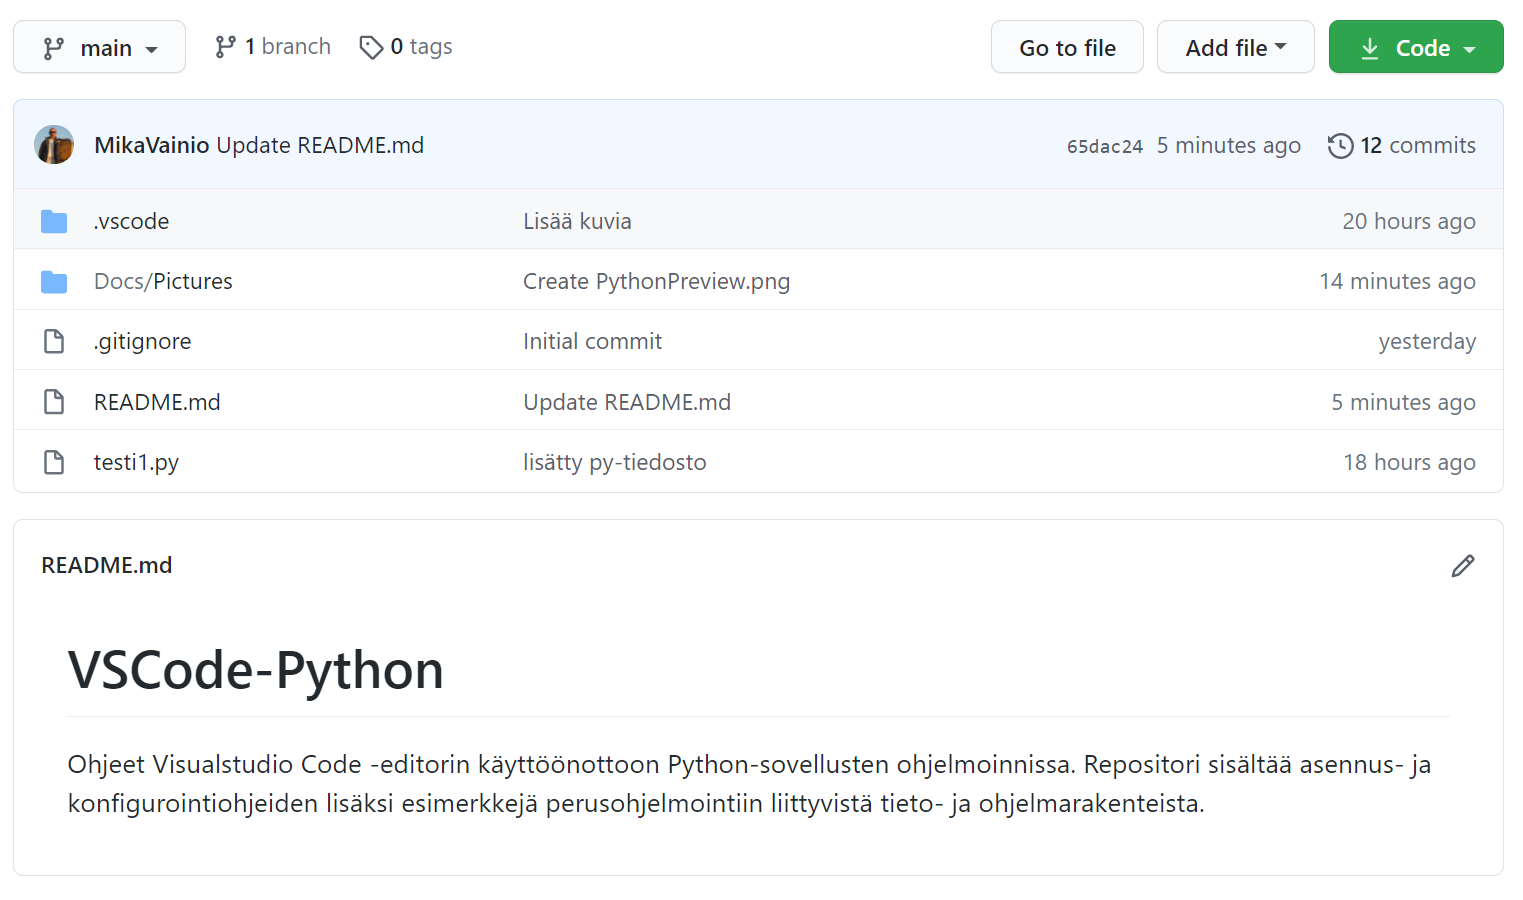 main 1 branch 0 tags Go to file Add file Code
MikaVainio Update README.md 65dac24 5 minutes ago 12 commits
.vscode Lisää kuvia 20 hours ago
Docs/Pictures Create PythonPreview.png 14 minutes ago
.gitignore Initial commit yesterday
README.md Update README.md 5 minutes ago
testi1.py lisätty py-tiedosto 18 hours ago
README.md
VSCode-Python
Ohjeet Visualstudio Code -editorin käyttöönottoon Python-sovellusten ohjelmoinnissa. Repositori sisältää asennus- ja
konfigurointiohjeiden lisäksi esimerkkejä perusohjelmointiin liittyvistä tieto- ja ohjelmarakenteista.